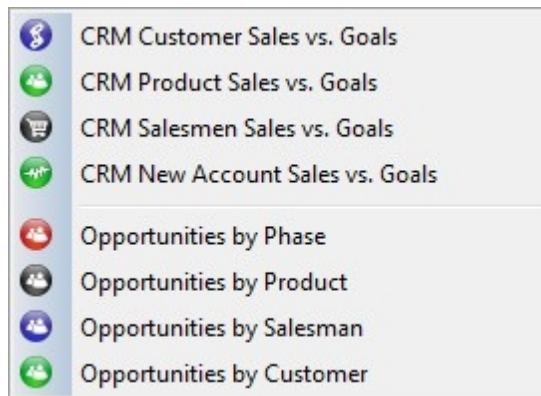 CRM Customer Sales vs. Goals
CRM Product Sales vs. Goals
CRM Salesmen Sales vs. Goals
CRM New Account Sales vs. Goals
Opportunities by Phase
Opportunities by Product
Opportunities by Salesman
Opportunities by Customer